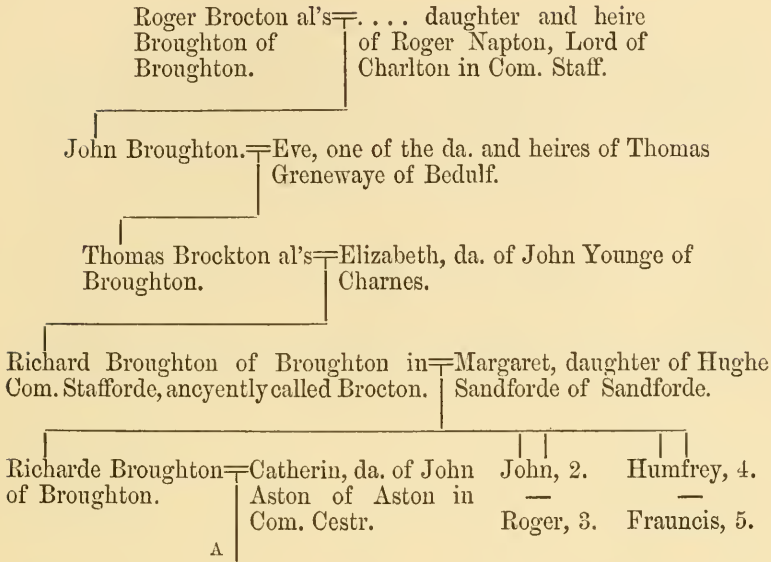 Roger Brocton al's=. . . . daughter and heire
Broughton of of Roger Napton, Lord of
Broughton. Charlton in Com. Staff.
John Broughton.=Eve, one of the da. and heires of Thomas
Grenewaye of Bedulf.
Thomas Brockton al's=Elizabeth, da. of John Younge of
Broughton. Charnes.
Richard Broughton of Broughton in=Margaret, daughter of Hughe
Com. Stafforde, ancyently called Brocton. Sandforde of Sandforde.
Richarde Broughton=Catherin, da. of John John, 2. Humfrey, 4.
of Broughton. Aston of Aston in — —
Com. Cestr. Roger, 3. Frauncis, 5.
A